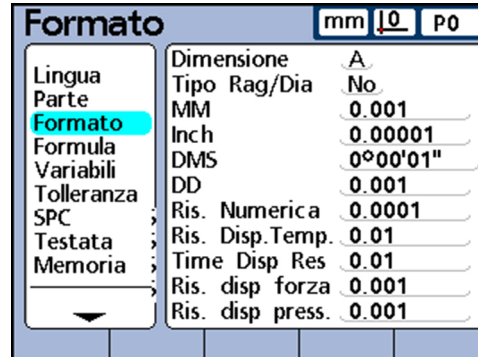 Formato
mm 0 P0
Lingua
Parte
Formato
Formula
Variabili
Tolleranza
SPC
Testata
Memoria
Dimensione A
Tipo Rag/Dia No
MM 0.001
Inch 0.00001
DMS 0°00'01"
DD 0.001
Ris. Numerica 0.0001
Ris. Disp.Temp. 0.01
Time Disp Res 0.01
Ris. disp forza 0.001
Ris. disp press. 0.001